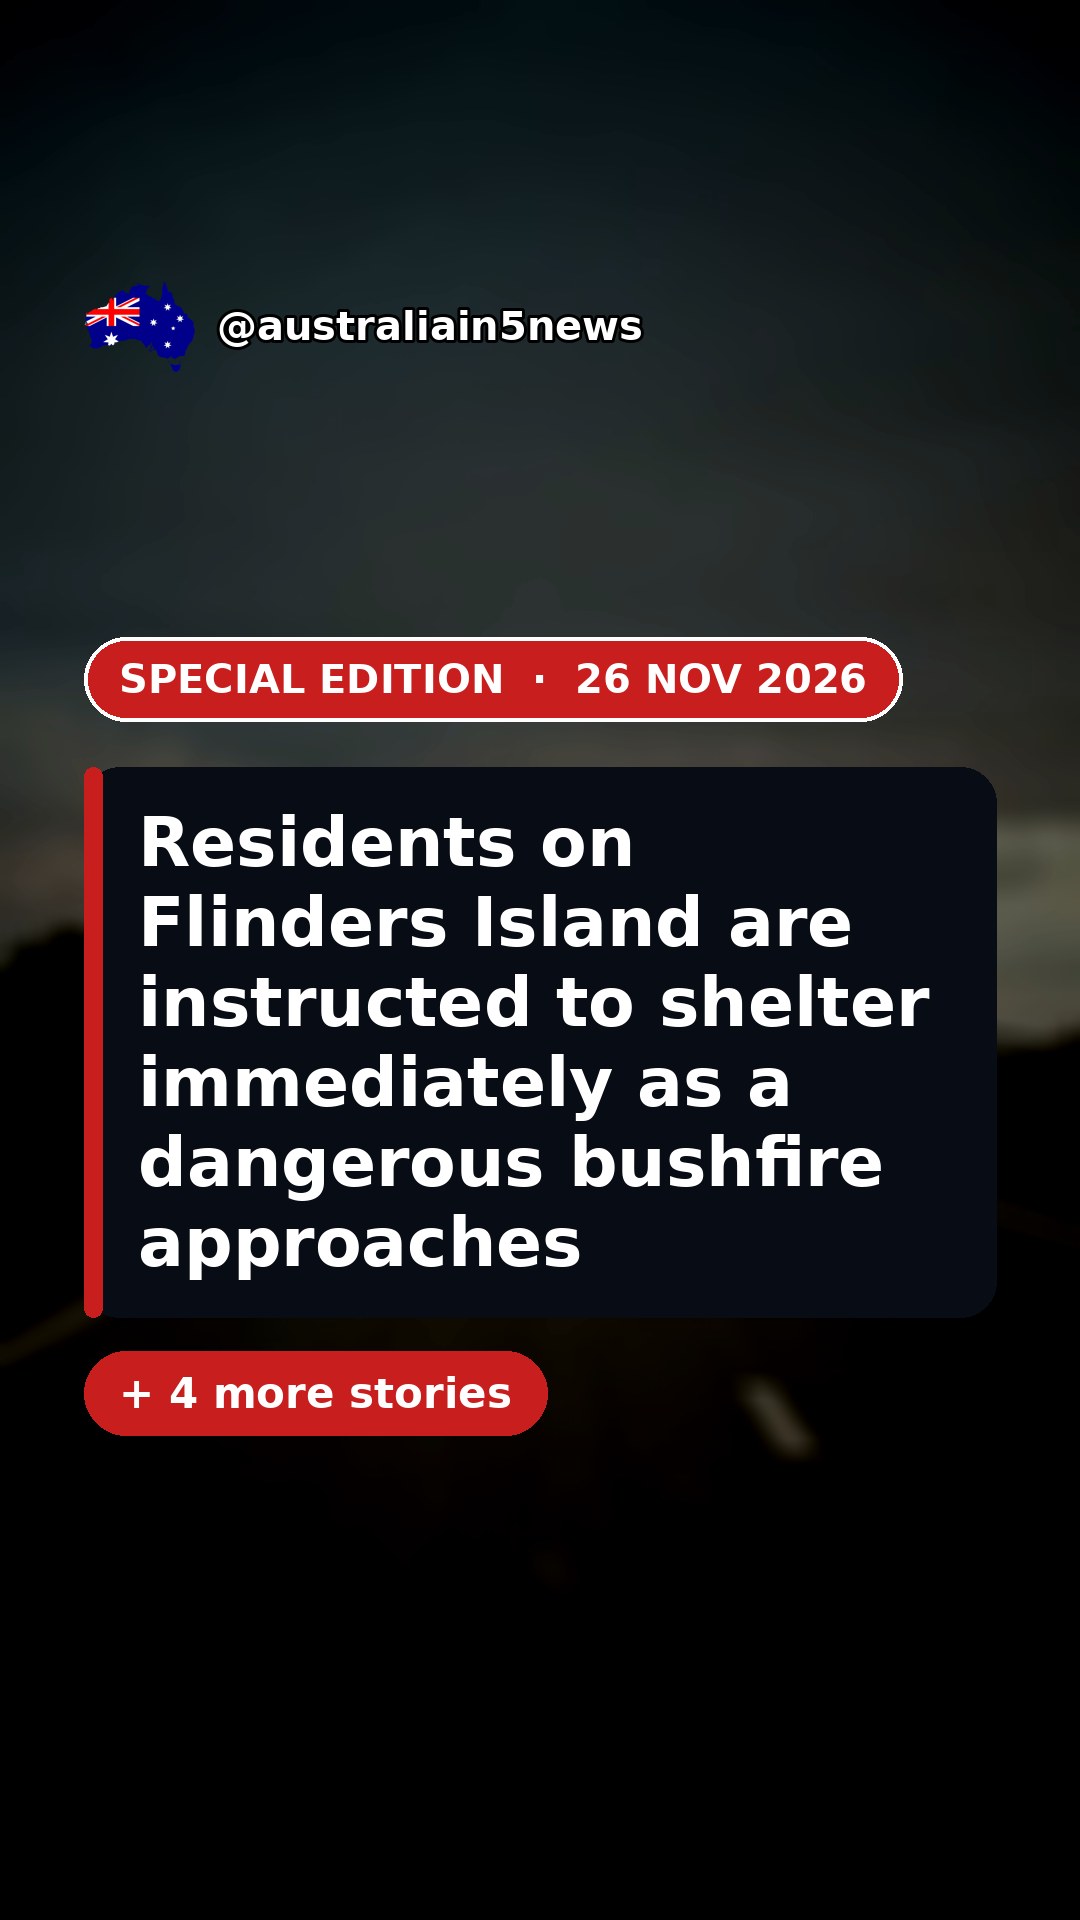 @australiain5news
SPECIAL EDITION · 26 NOV 2026
Residents on
Flinders Island are
instructed to shelter
immediately as a
dangerous bushfire
approaches
+ 4 more stories